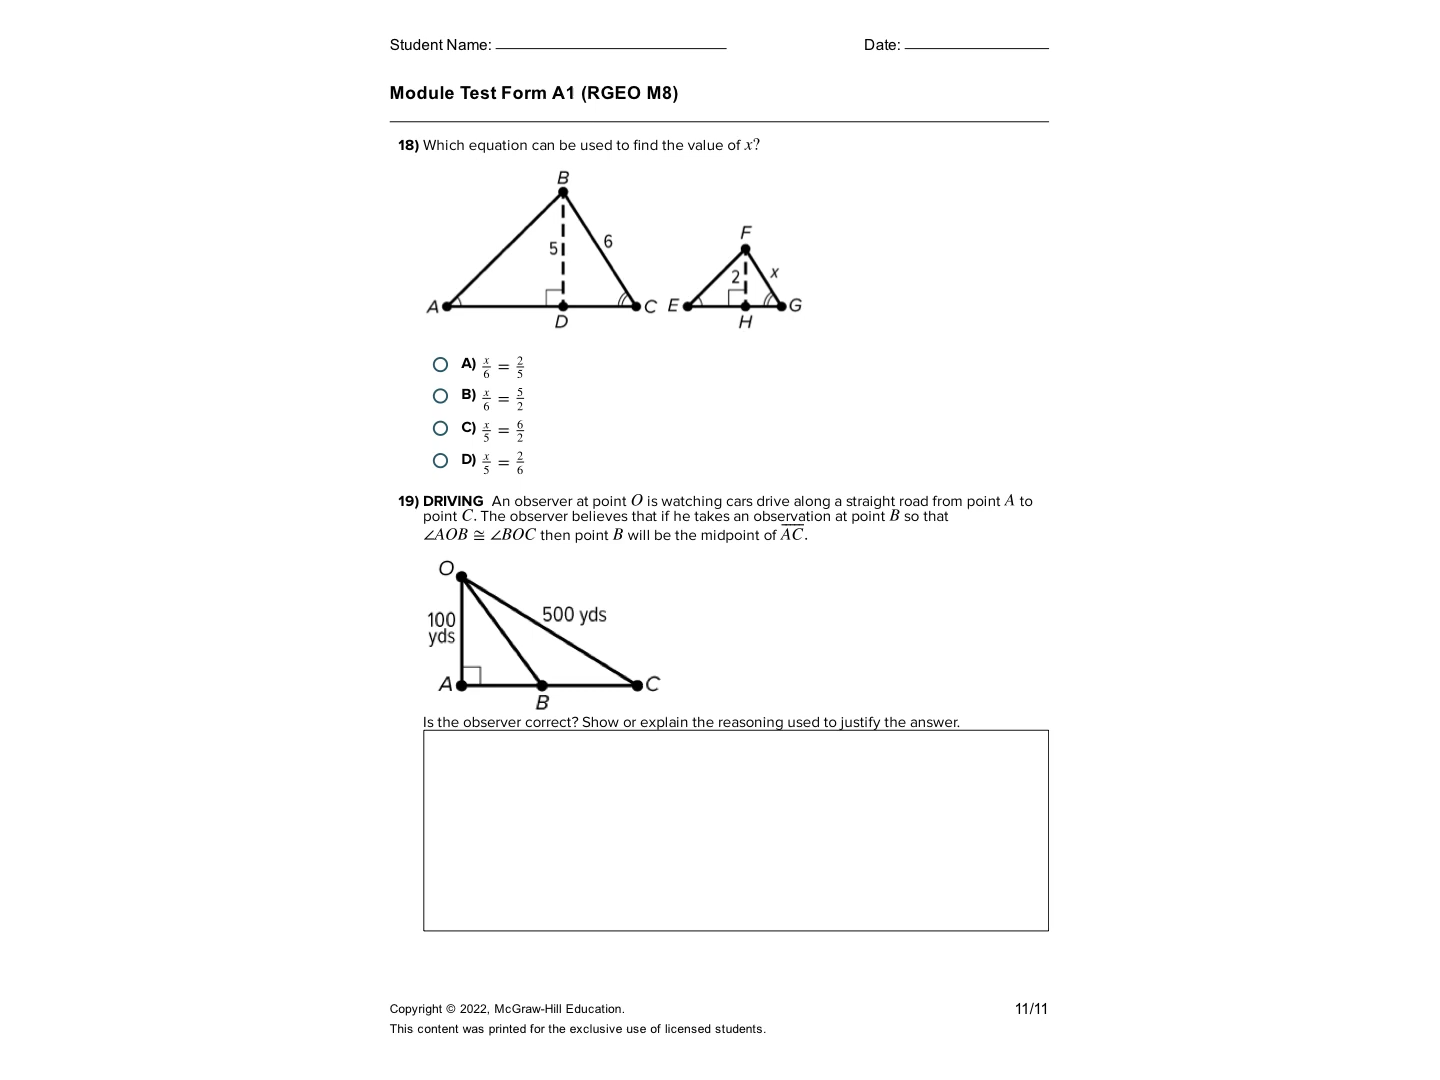 Student Name: Date:
Module Test Form A1 (RGEO M8)
18) Which equation can be used to find the value of x?
B
F
5 6
2 x
A C E G
D H
A) x/6 = 2/5
B) x/6 = 5/2
C) x/5 = 6/2
D) x/5 = 2/6
19) DRIVING An observer at point O is watching cars drive along a straight road from point A to
point C. The observer believes that if he takes an observation at point B so that
∠AOB ≅ ∠BOC then point B will be the midpoint of A̅C̅.
O
100 500 yds
yds
A C
B
Is the observer correct? Show or explain the reasoning used to justify the answer.
Copyright © 2022, McGraw-Hill Education. 11/11
This content was printed for the exclusive use of licensed students.